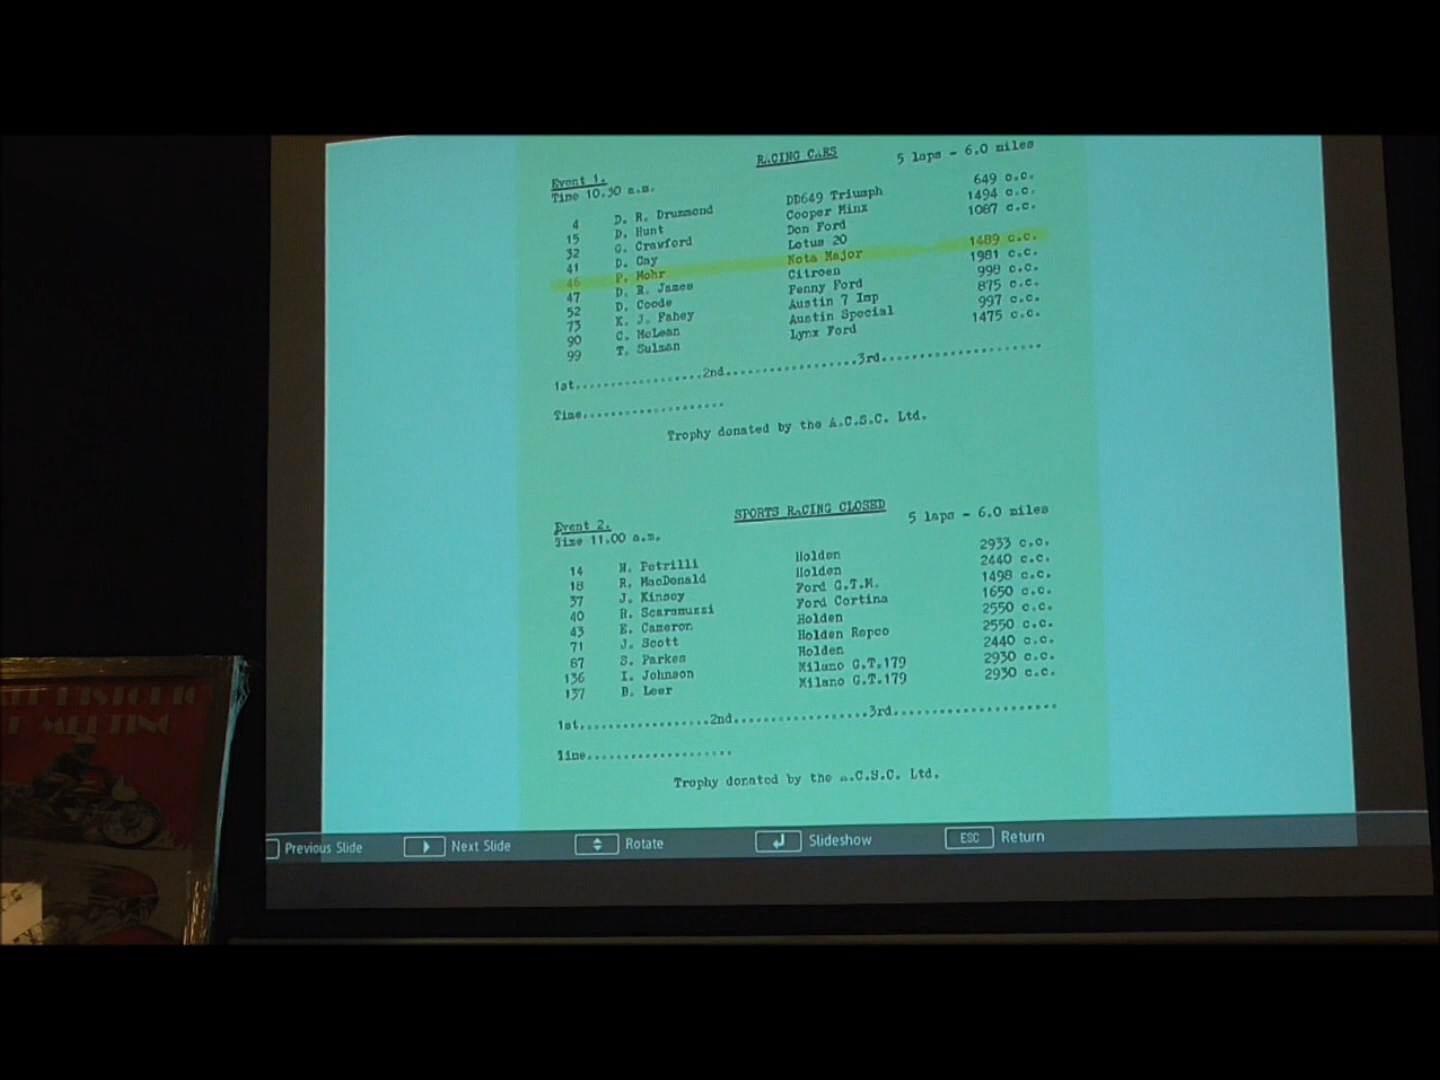 RACING CARS
Event 1. 5 laps - 6.0 miles
Time 10.30 a.m.
4 D. R. Drummond DD649 Triumph 649 c.c.
15 D. Hunt Cooper Minx 1494 c.c.
32 G. Crawford Don Ford 1087 c.c.
41 D. Gay Lotus 20
46 P. Mohr Nota Major 1489 c.c.
47 D. R. James Citroen 1981 c.c.
52 D. Coode Penny Ford 998 c.c.
73 K. J. Fahey Austin 7 Imp 875 c.c.
90 C. McLean Austin Special 997 c.c.
99 T. Sulman Lynx Ford 1475 c.c.
1st..................2nd...................3rd.......................
Time....................
Trophy donated by the A.C.S.C. Ltd.
SPORTS RACING CLOSED
Event 2. 5 laps - 6.0 miles
Time 11.00 a.m.
14 N. Petrilli Holden 2933 c.c.
18 R. MacDonald Holden 2440 c.c.
37 J. Kinsey Ford G.T.M. 1498 c.c.
40 R. Scaramuzzi Ford Cortina 1650 c.c.
43 E. Cameron Holden 2550 c.c.
71 J. Scott Holden Repco 2550 c.c.
87 S. Parkes Holden 2440 c.c.
136 I. Johnson Milano G.T.179 2930 c.c.
137 B. Leer Milano G.T.179 2930 c.c.
1st..................2nd...................3rd.......................
Time....................
Trophy donated by the A.C.S.C. Ltd.
Previous Slide Next Slide Rotate Slideshow ESC Return
HISTORIC
MEETING